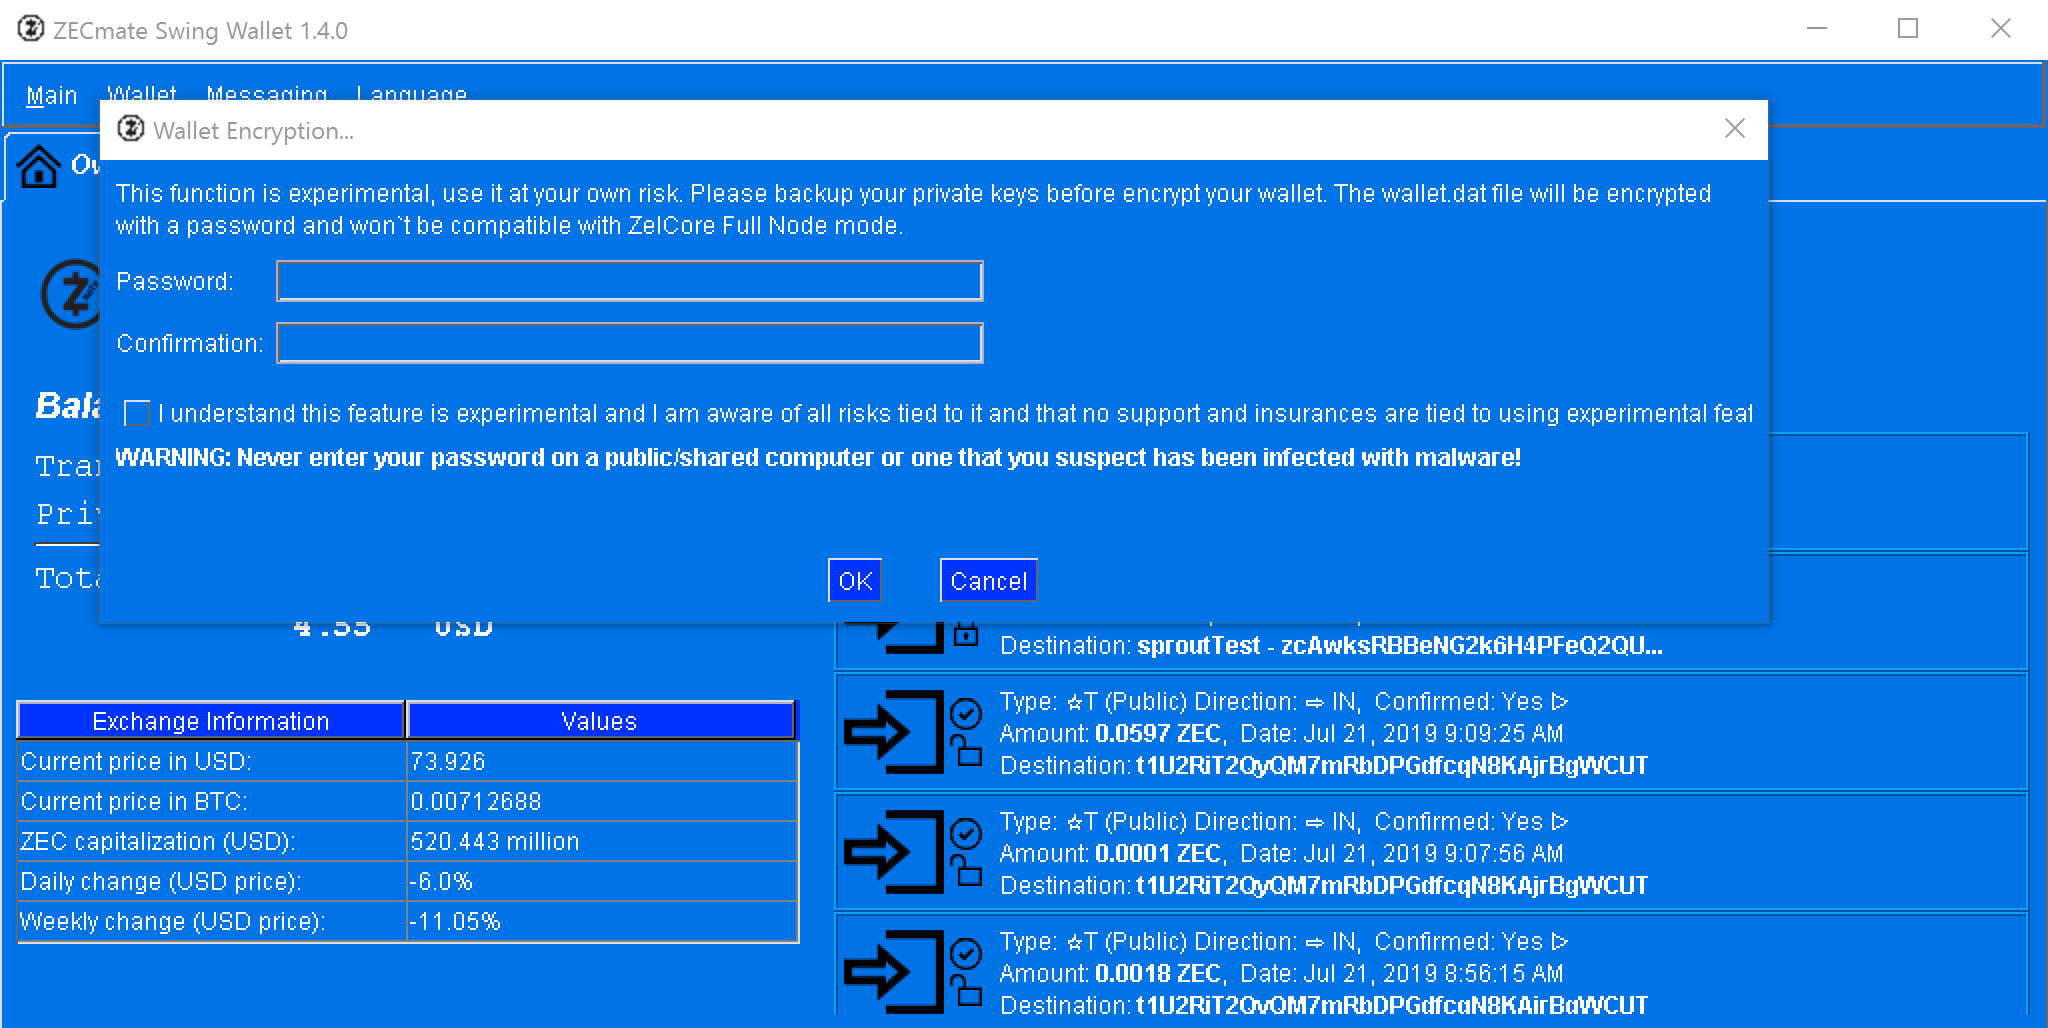 ZECmate Swing Wallet 1.4.0
Main Wallet Messaging Language
Wallet Encryption...
This function is experimental, use it at your own risk. Please backup your private keys before encrypt your wallet. The wallet.dat file will be encrypted
with a password and won`t be compatible with ZelCore Full Node mode.
Password:
Confirmation:
I understand this feature is experimental and I am aware of all risks tied to it and that no support and insurances are tied to using experimental feat
WARNING: Never enter your password on a public/shared computer or one that you suspect has been infected with malware!
OK Cancel
4.55 USD
Exchange Information Values
Current price in USD: 73.926
Current price in BTC: 0.00712688
ZEC capitalization (USD): 520.443 million
Daily change (USD price): -6.0%
Weekly change (USD price): -11.05%
Destination: sproutTest - zcAwksRBBeNG2k6H4PFeQ2QU...
Type: ☆T (Public) Direction: ⇨ IN, Confirmed: Yes ▷
Amount: 0.0597 ZEC, Date: Jul 21, 2019 9:09:25 AM
Destination: t1U2RiT2QyQM7mRbDPGdfcqN8KAjrBgWCUT
Type: ☆T (Public) Direction: ⇨ IN, Confirmed: Yes ▷
Amount: 0.0001 ZEC, Date: Jul 21, 2019 9:07:56 AM
Destination: t1U2RiT2QyQM7mRbDPGdfcqN8KAjrBgWCUT
Type: ☆T (Public) Direction: ⇨ IN, Confirmed: Yes ▷
Amount: 0.0018 ZEC, Date: Jul 21, 2019 8:56:15 AM
Destination: t1U2RiT2QyQM7mRbDPGdfcqN8KAjrBgWCUT